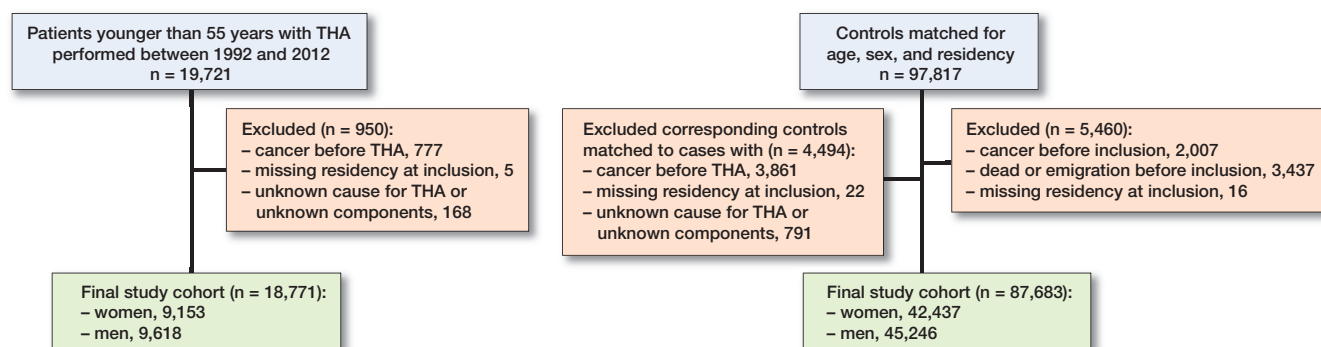 Patients younger than 55 years with THA
performed between 1992 and 2012
n = 19,721
Excluded (n = 950):
– cancer before THA, 777
– missing residency at inclusion, 5
– unknown cause for THA or
unknown components, 168
Final study cohort (n = 18,771):
– women, 9,153
– men, 9,618
Controls matched for
age, sex, and residency
n = 97,817
Excluded corresponding controls
matched to cases with (n = 4,494):
– cancer before THA, 3,861
– missing residency at inclusion, 22
– unknown cause for THA or
unknown components, 791
Excluded (n = 5,460):
– cancer before inclusion, 2,007
– dead or emigration before inclusion, 3,437
– missing residency at inclusion, 16
Final study cohort (n = 87,683):
– women, 42,437
– men, 45,246